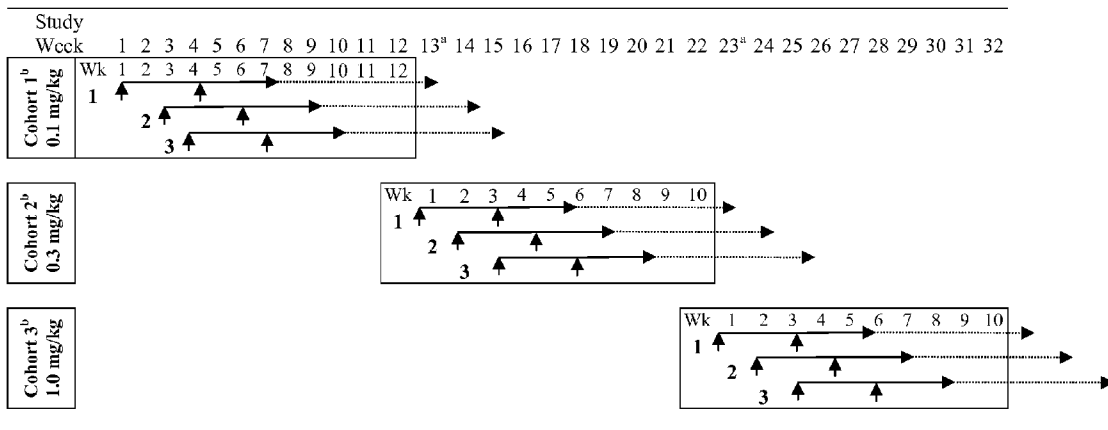 Study
Week 1 2 3 4 5 6 7 8 9 10 11 12 13ᵃ 14 15 16 17 18 19 20 21 22 23ᵃ 24 25 26 27 28 29 30 31 32
Cohort 1ᵇ
0.1 mg/kg
Wk 1 2 3 4 5 6 7 8 9 10 11 12
1
2
3
Cohort 2ᵇ
0.3 mg/kg
Wk 1 2 3 4 5 6 7 8 9 10
1
2
3
Cohort 3ᵇ
1.0 mg/kg
Wk 1 2 3 4 5 6 7 8 9 10
1
2
3